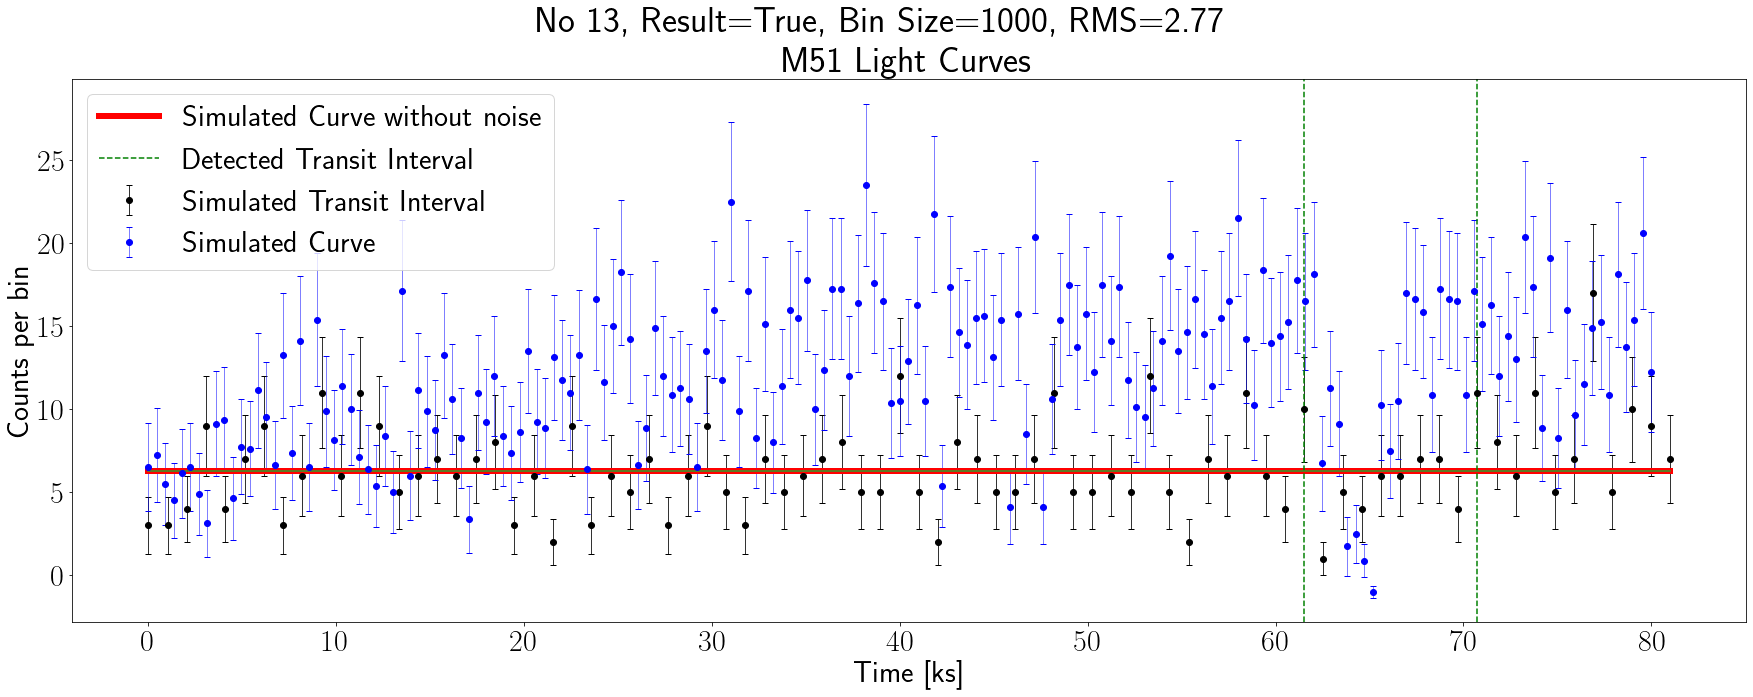 No 13, Result=True, Bin Size=1000, RMS=2.77
M51 Light Curves
Simulated Curve without noise
Detected Transit Interval
Simulated Transit Interval
Simulated Curve
Counts per bin
25
20
15
10
5
0
0 10 20 30 40 50 60 70 80
Time [ks]